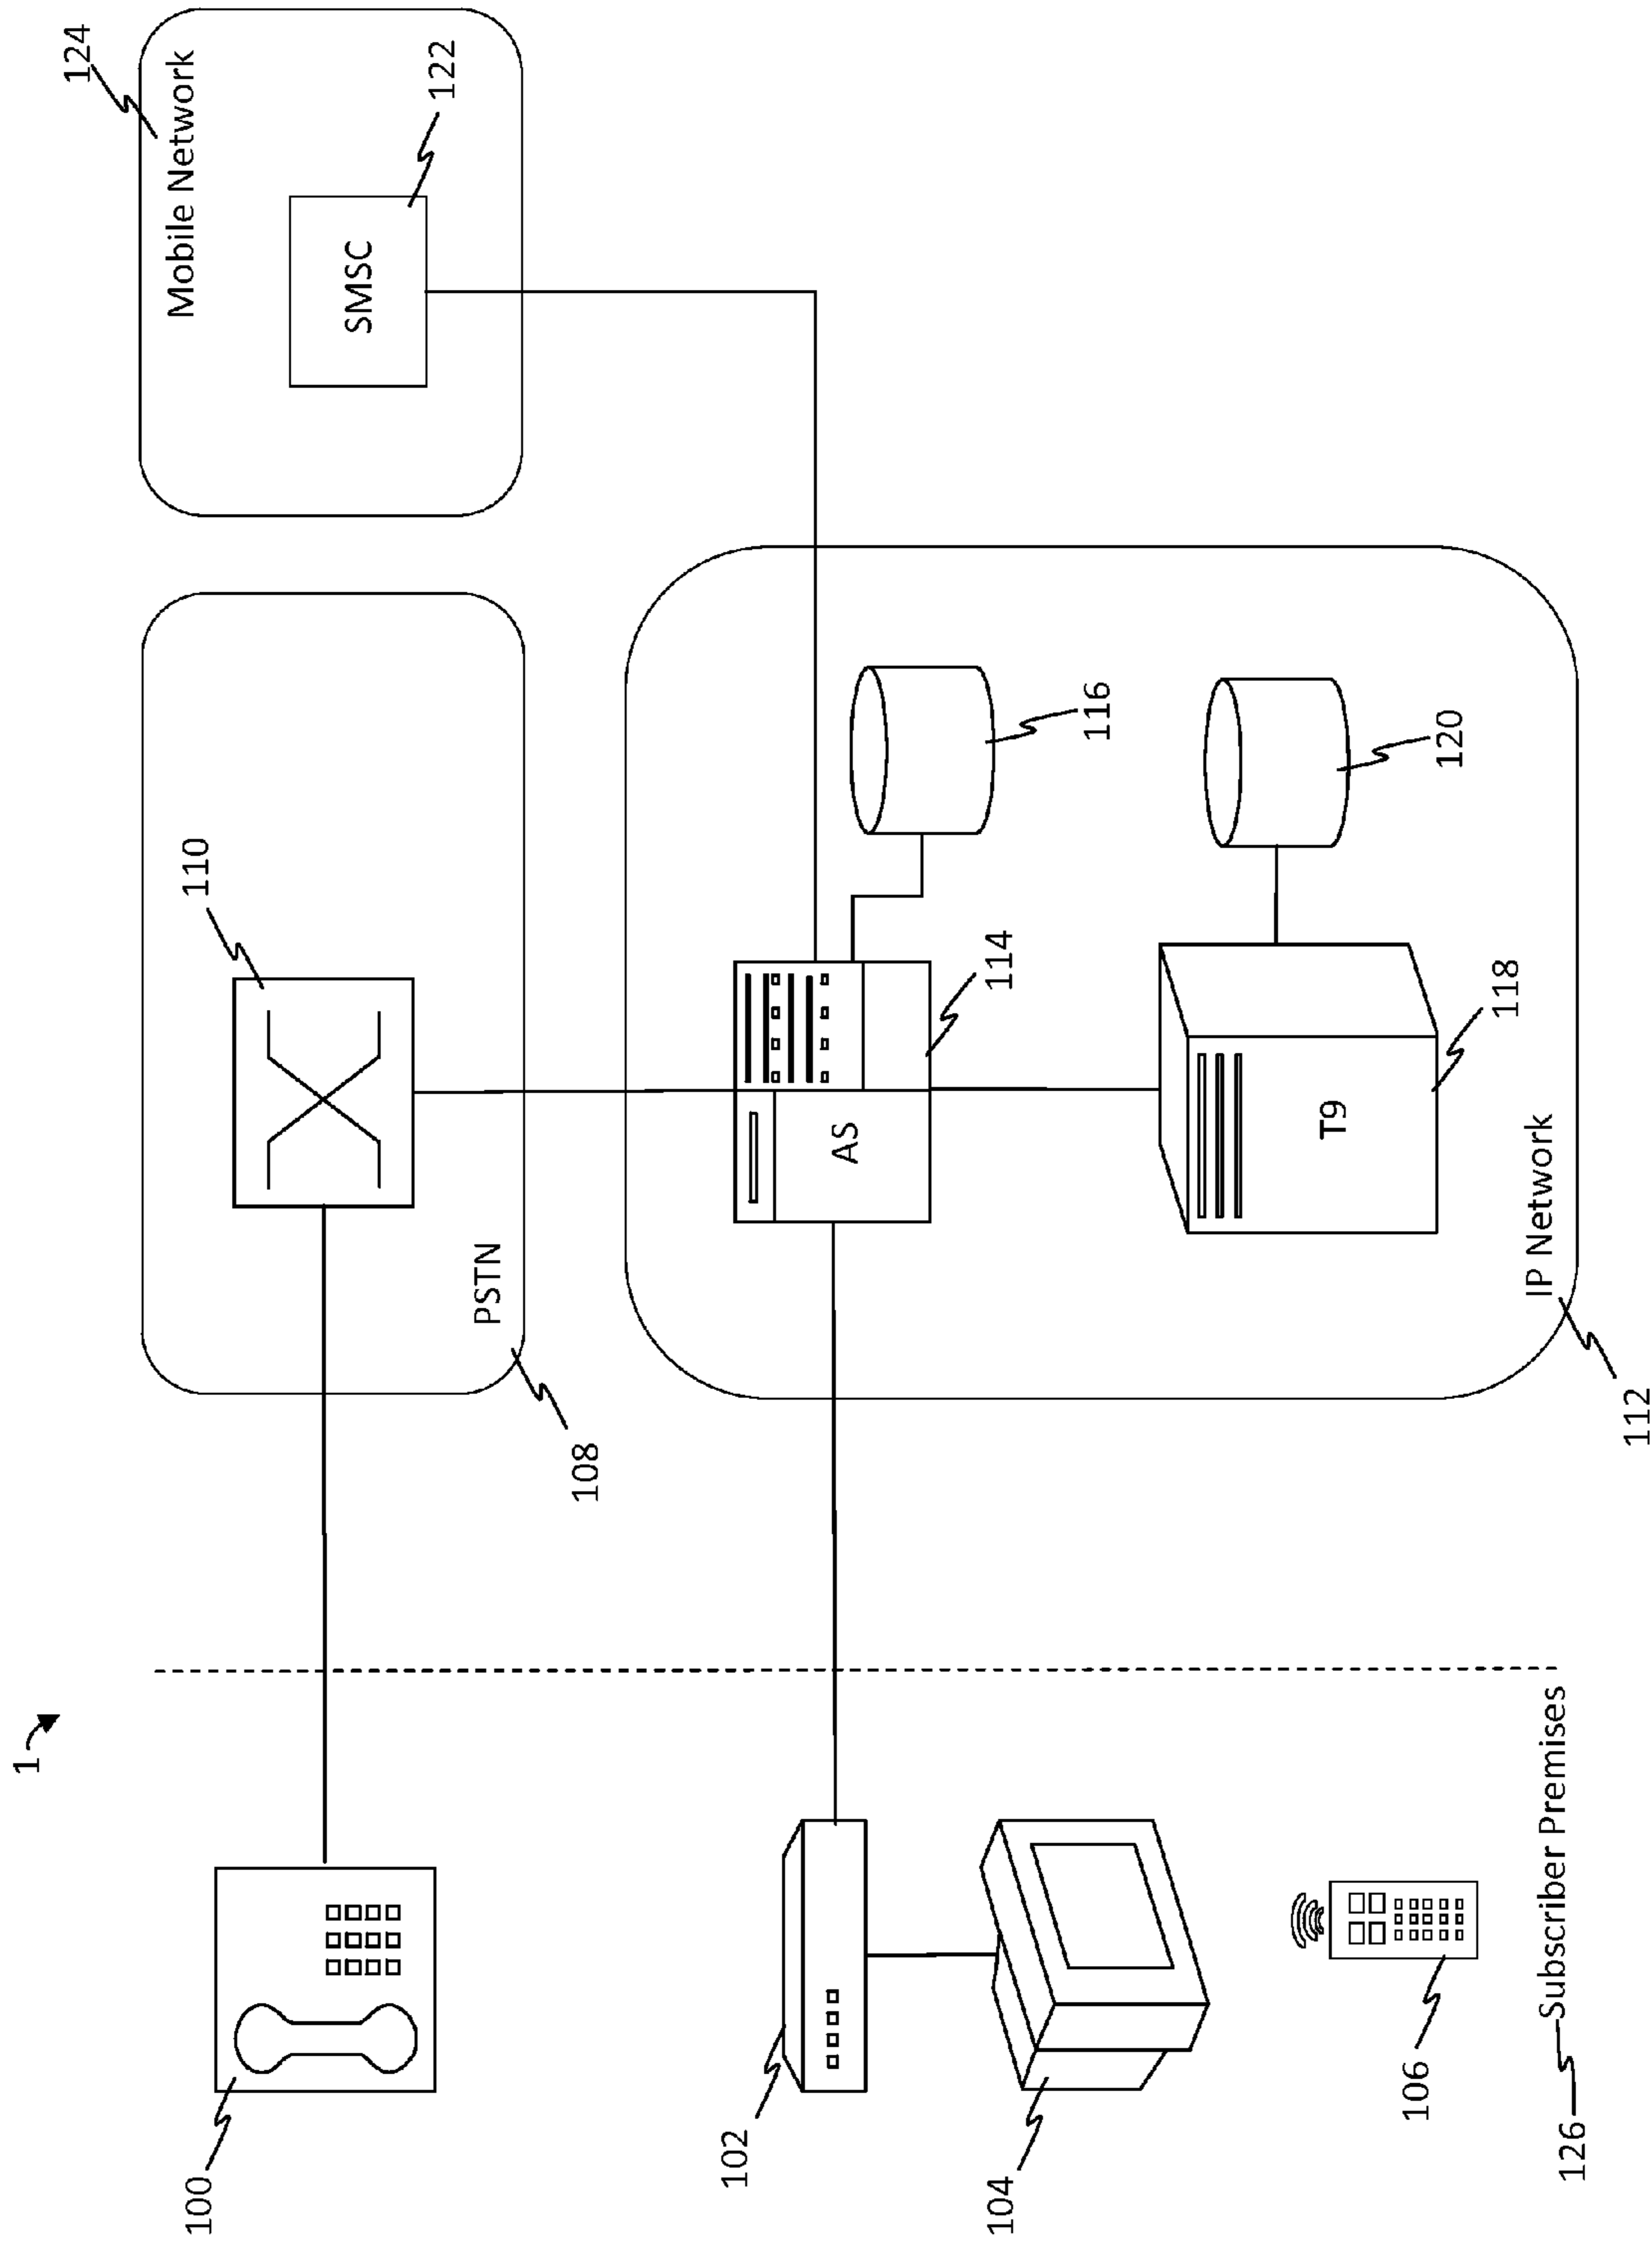 1
124
Mobile Network
122
SMSC
110
PSTN
108
100
116
114
AS
120
118
T9
IP Network
112
102
104
106
126
Subscriber Premises